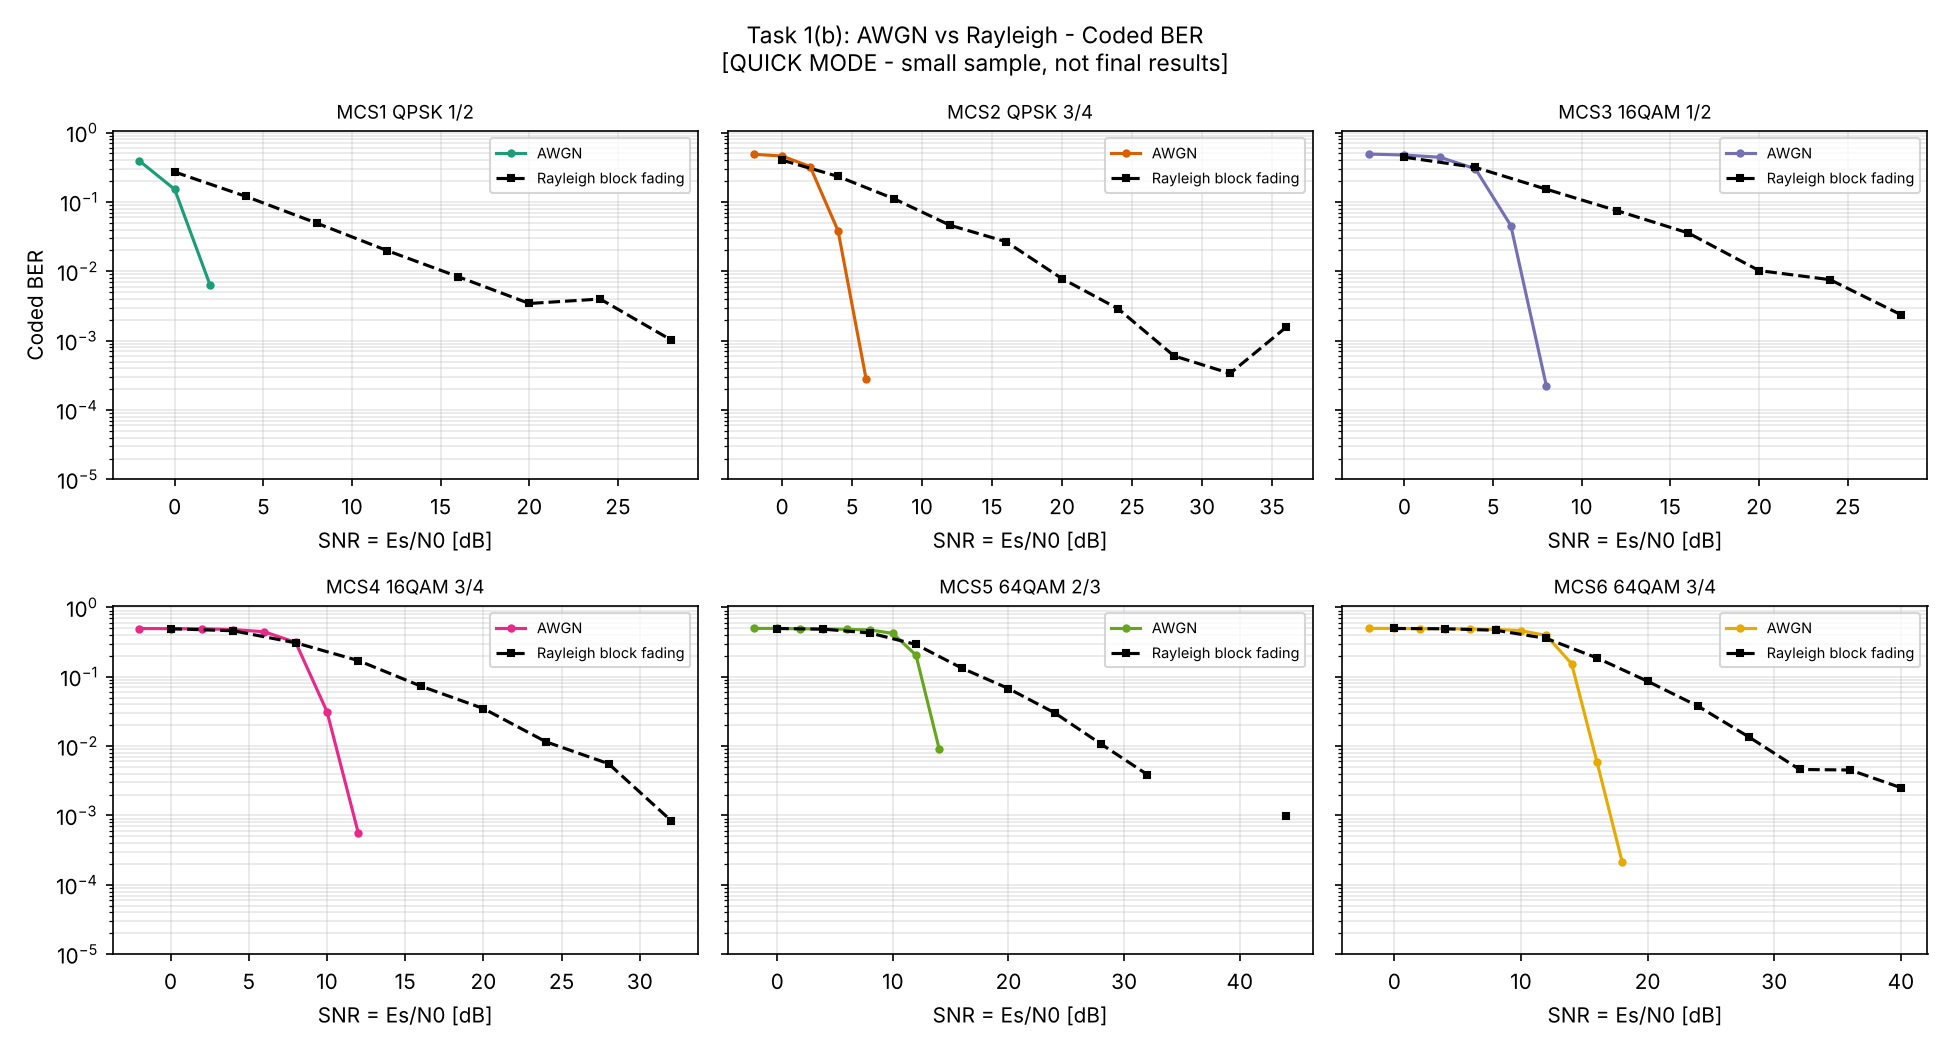 Task 1(b): AWGN vs Rayleigh - Coded BER
[QUICK MODE - small sample, not final results]
MCS1 QPSK 1/2
AWGN
Rayleigh block fading
Coded BER
10⁰
10⁻¹
10⁻²
10⁻³
10⁻⁴
10⁻⁵
0 5 10 15 20 25
SNR = Es/N0 [dB]
MCS2 QPSK 3/4
AWGN
Rayleigh block fading
0 5 10 15 20 25 30 35
SNR = Es/N0 [dB]
MCS3 16QAM 1/2
AWGN
Rayleigh block fading
0 5 10 15 20 25
SNR = Es/N0 [dB]
MCS4 16QAM 3/4
AWGN
Rayleigh block fading
10⁰
10⁻¹
10⁻²
10⁻³
10⁻⁴
10⁻⁵
0 5 10 15 20 25 30
SNR = Es/N0 [dB]
MCS5 64QAM 2/3
AWGN
Rayleigh block fading
0 10 20 30 40
SNR = Es/N0 [dB]
MCS6 64QAM 3/4
AWGN
Rayleigh block fading
0 10 20 30 40
SNR = Es/N0 [dB]